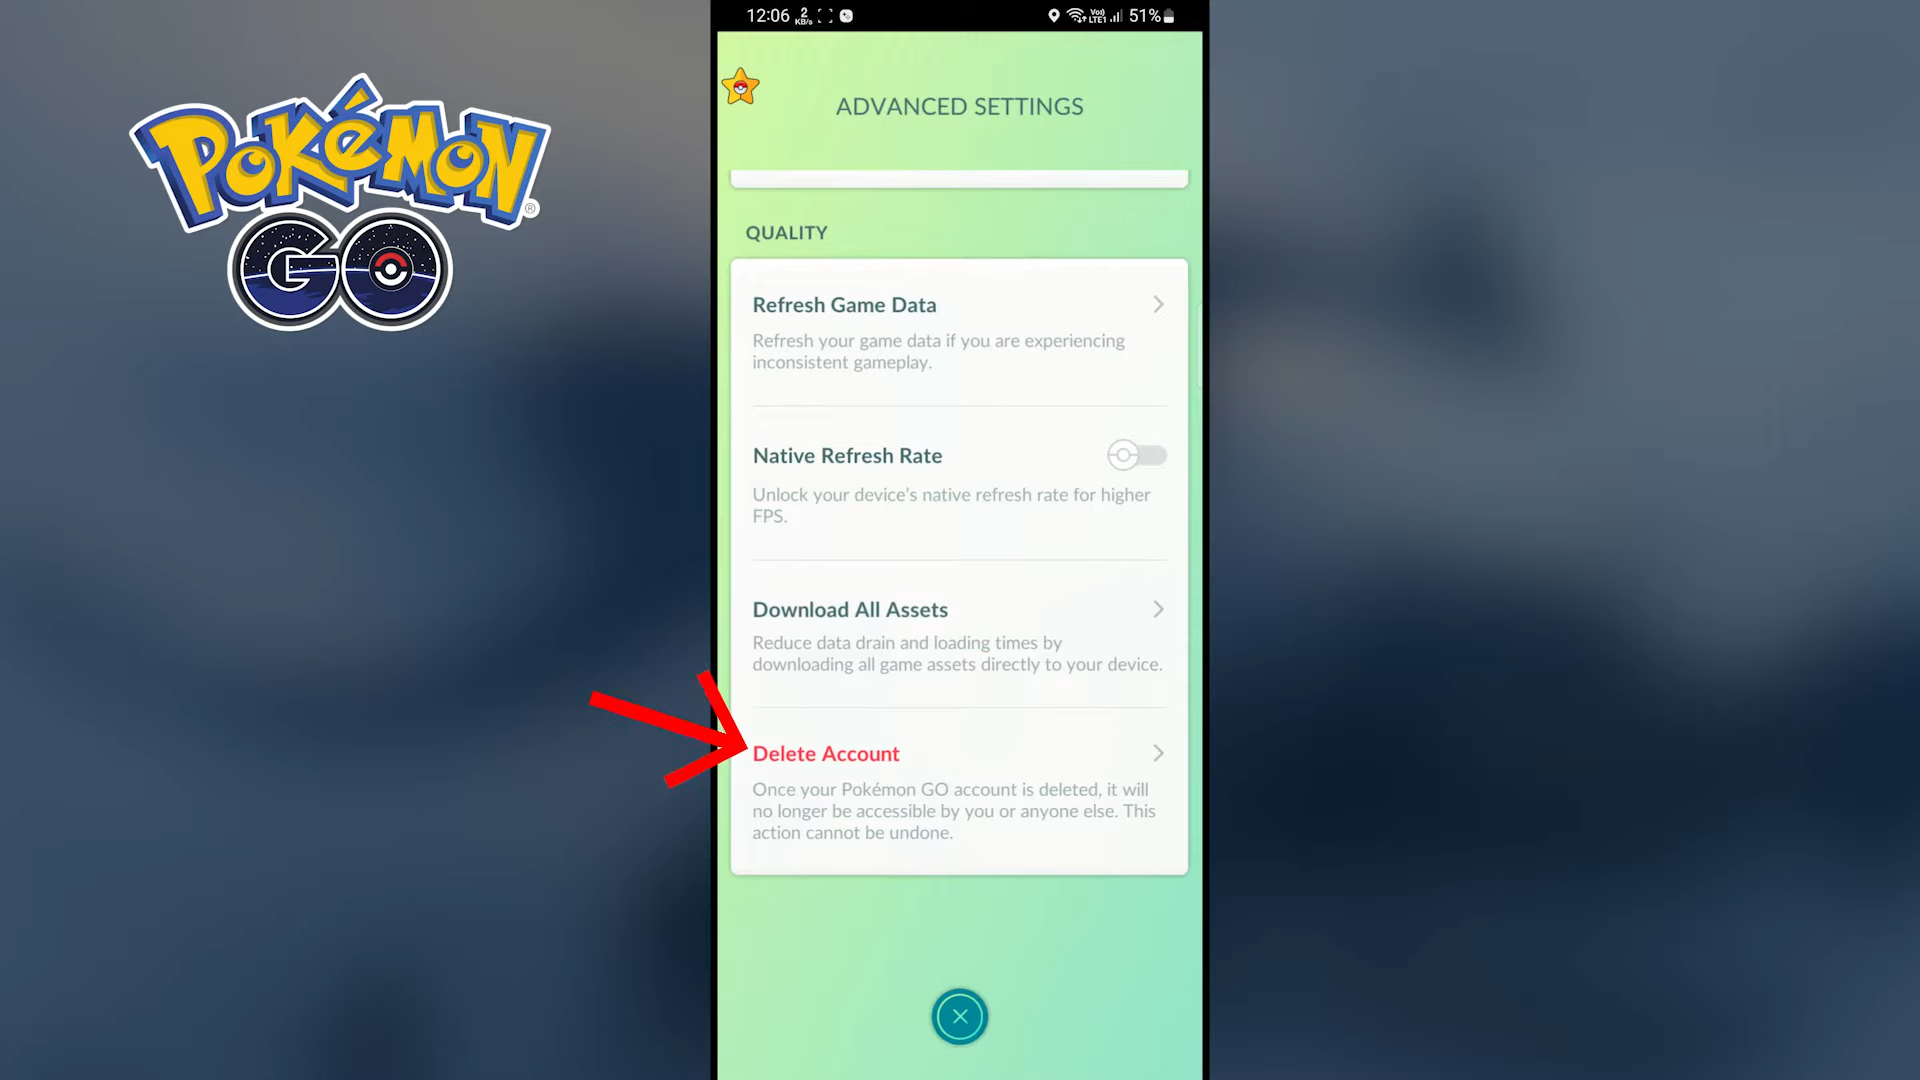 12:06 2 KB/s Vo) LTE1 51%
POKéMON
GO
®
ADVANCED SETTINGS
QUALITY
Refresh Game Data
Refresh your game data if you are experiencing
inconsistent gameplay.
Native Refresh Rate
Unlock your device’s native refresh rate for higher
FPS.
Download All Assets
Reduce data drain and loading times by
downloading all game assets directly to your device.
Delete Account
Once your Pokémon GO account is deleted, it will
no longer be accessible by you or anyone else. This
action cannot be undone.